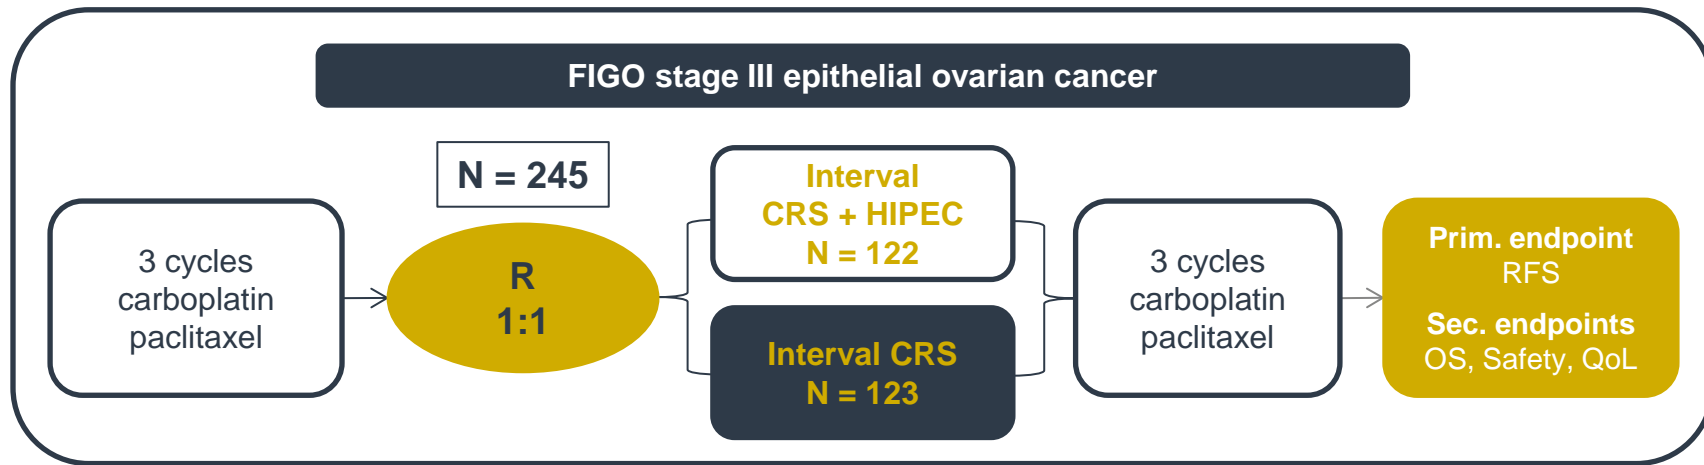 FIGO stage III epithelial ovarian cancer
N = 245
3 cycles
carboplatin
paclitaxel
R
1:1
Interval
CRS + HIPEC
N = 122
Interval CRS
N = 123
3 cycles
carboplatin
paclitaxel
Prim. endpoint
RFS
Sec. endpoints
OS, Safety, QoL